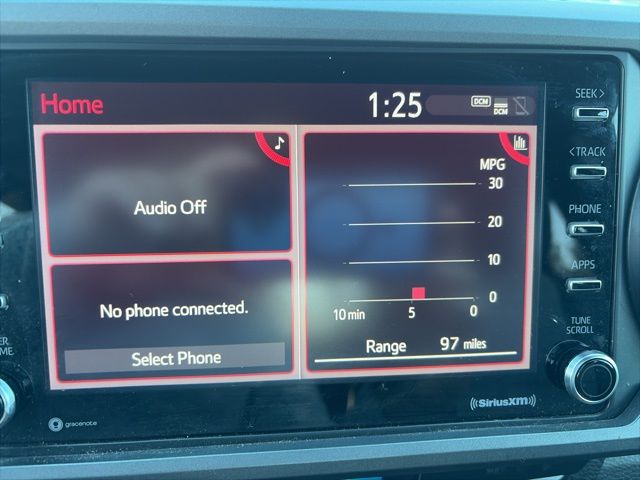 Home
1:25
DCM
DCM
Audio Off
No phone connected.
Select Phone
MPG
30
20
10
0
10 min 5 0
Range 97 miles
SEEK >
< TRACK
PHONE
APPS
TUNE
SCROLL
gracenote
((SiriusXM))